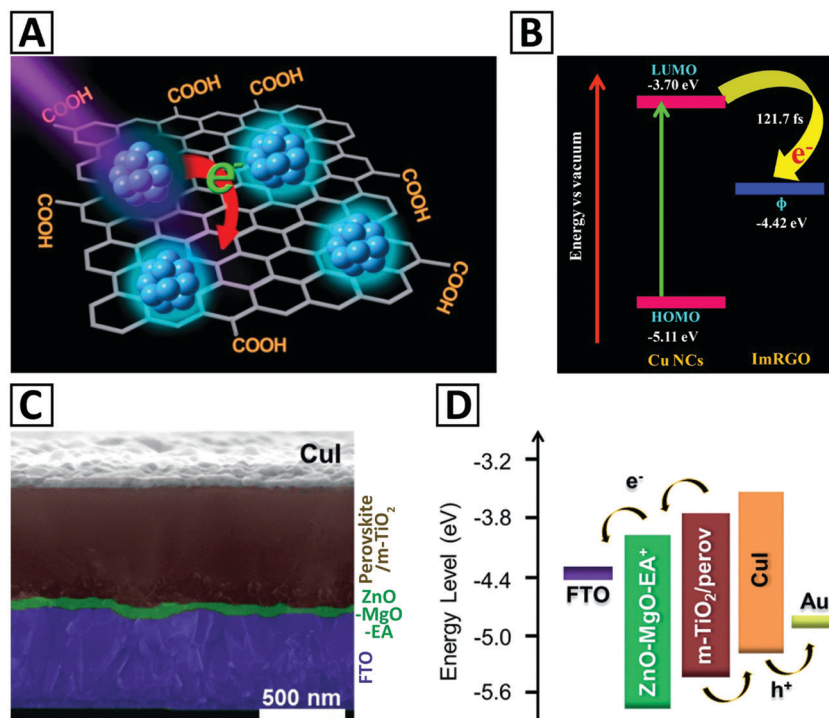 A
COOH
COOH
COOH
COOH
COOH
COOH
COOH
e-
B
LUMO
-3.70 eV
121.7 fs
e-
ϕ
-4.42 eV
Energy vs vacuum
HOMO
-5.11 eV
Cu NCs
ImRGO
C
CuI
Perovskite
/m-TiO₂
ZnO
-MgO
-EA
FTO
500 nm
D
Energy Level (eV)
-3.2
-3.8
-4.4
-5.0
-5.6
e-
FTO
ZnO-MgO-EA⁺
m-TiO₂/perov
CuI
Au
h⁺